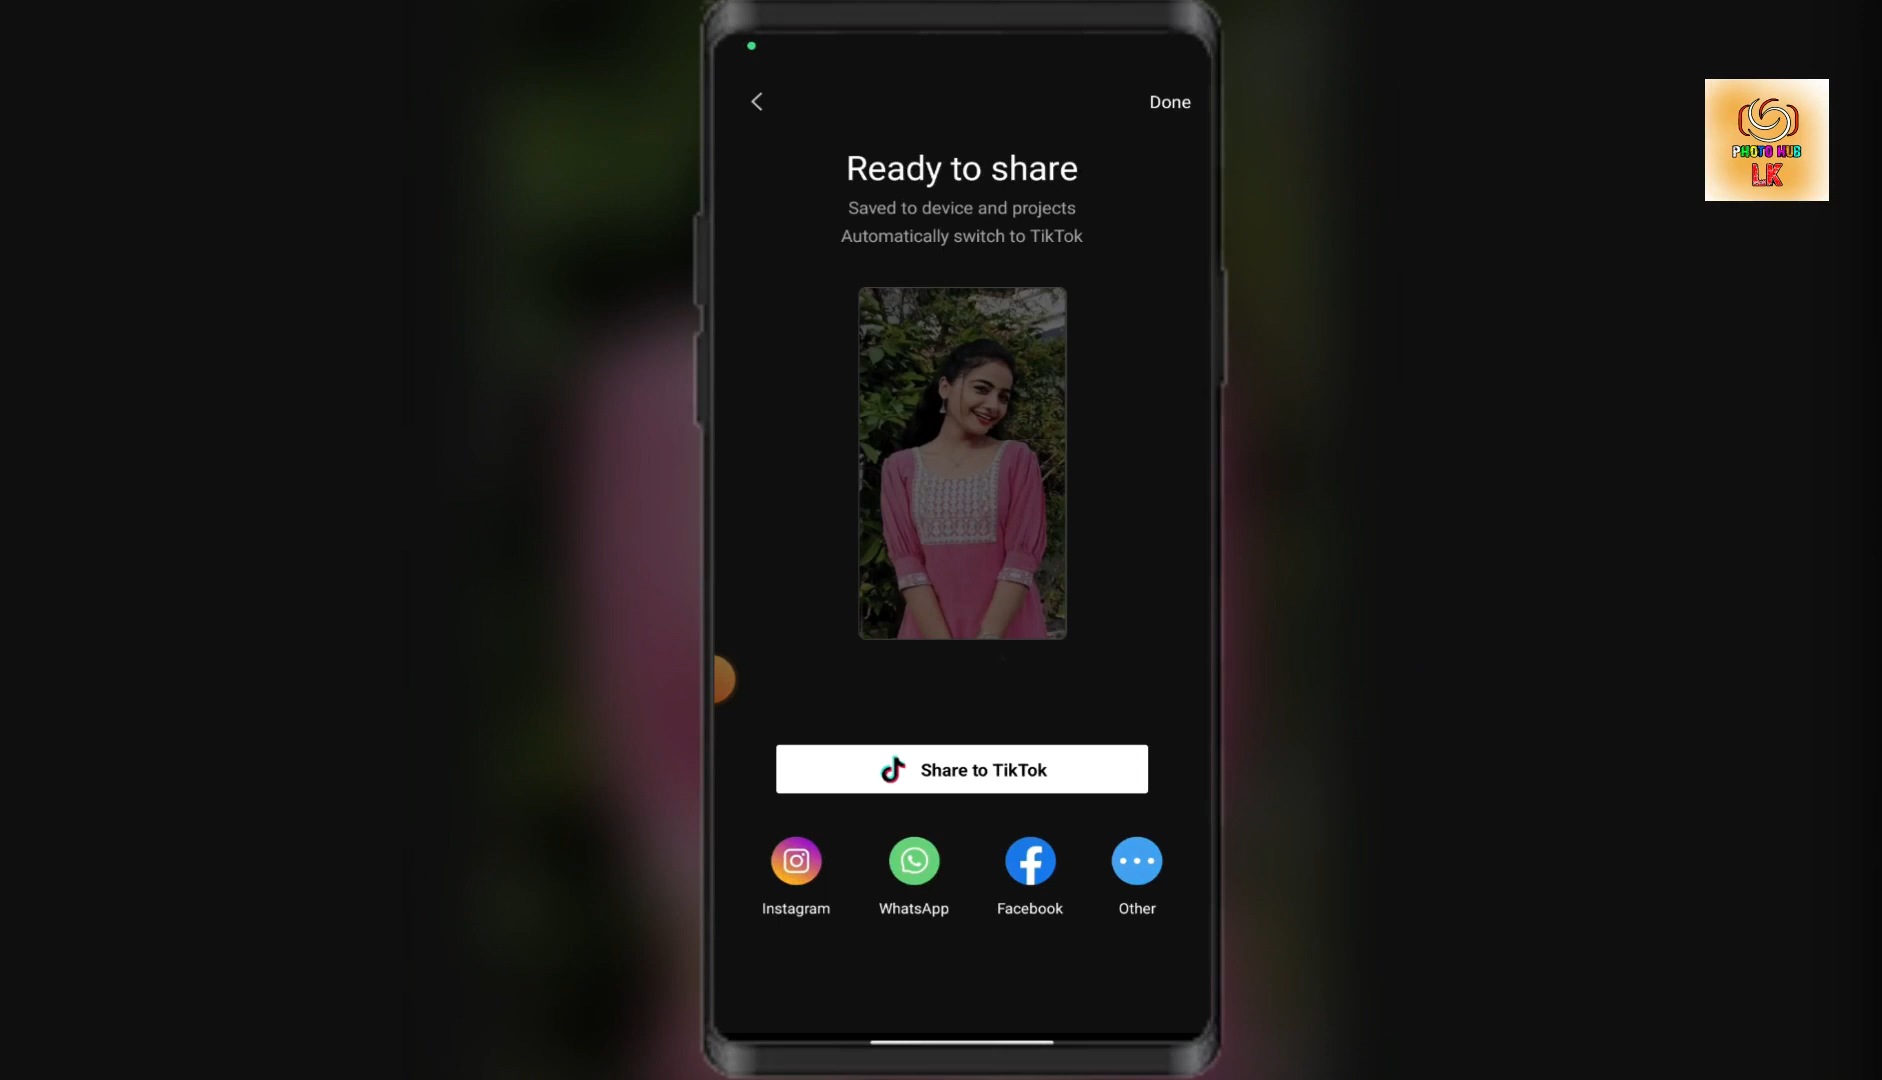 Done
Ready to share
Saved to device and projects
Automatically switch to TikTok
Share to TikTok
Instagram
WhatsApp
Facebook
Other
PHOTO HUB
LK